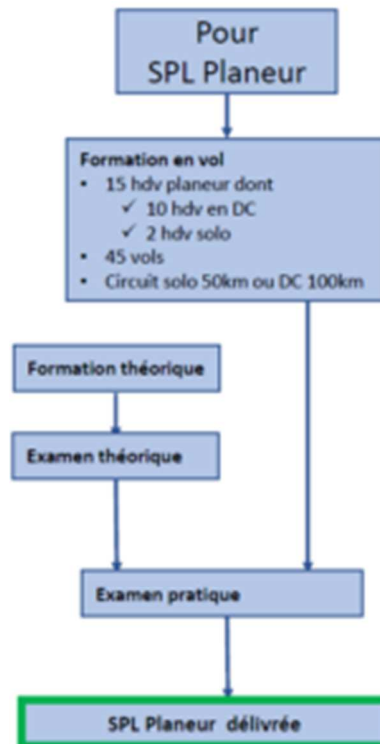 Pour
SPL Planeur
Formation en vol
• 15 hdv planeur dont
✓ 10 hdv en DC
✓ 2 hdv solo
• 45 vols
• Circuit solo 50km ou DC 100km
Formation théorique
Examen théorique
Examen pratique
SPL Planeur délivrée